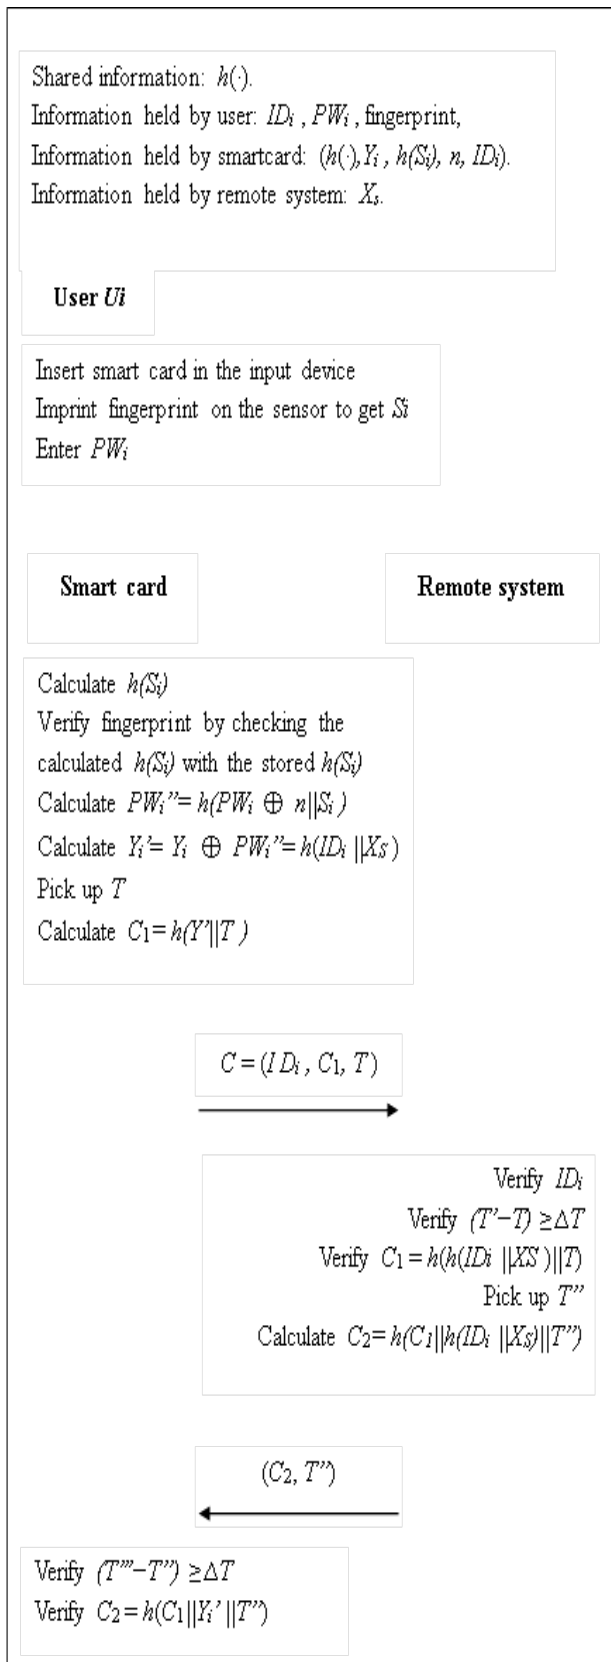 Shared information: h(·).
Information held by user: IDᵢ , PWᵢ , fingerprint,
Information held by smartcard: (h(·),Yᵢ , h(Sᵢ), n, IDᵢ).
Information held by remote system: Xₛ.
User Ui
Insert smart card in the input device
Imprint fingerprint on the sensor to get Si
Enter PWᵢ
Smart card
Remote system
Calculate h(Sᵢ)
Verify fingerprint by checking the
calculated h(Sᵢ) with the stored h(Sᵢ)
Calculate PWᵢ’’= h(PWᵢ ⊕ n||Sᵢ )
Calculate Yᵢ’= Yᵢ ⊕ PWᵢ’’= h(IDᵢ ||X_S )
Pick up T
Calculate C₁= h(Y’||T )
C = (IDᵢ , C₁, T)
Verify IDᵢ
Verify (T’–T) ≥ΔT
Verify C₁ = h(h(IDi ||XS )||T)
Pick up T’’
Calculate C₂= h(C₁||h(IDᵢ ||X_S)||T’’)
(C₂, T’’)
Verify (T’’’–T’’) ≥ΔT
Verify C₂ = h(C₁||Yᵢ’ ||T’’)